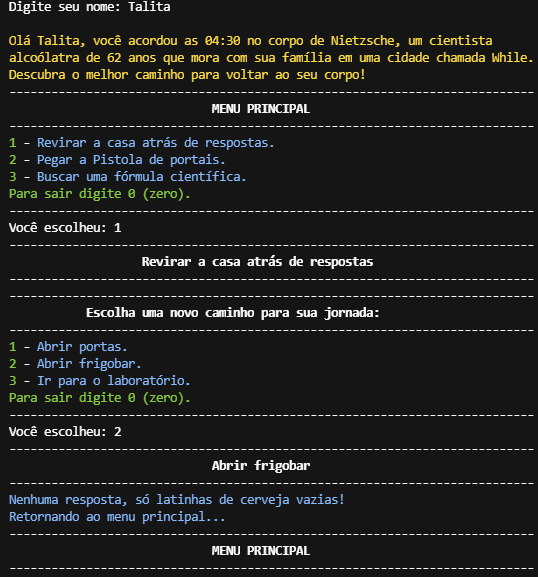 Digite seu nome: Talita
Olá Talita, você acordou as 04:30 no corpo de Nietzsche, um cientista
alcoólatra de 62 anos que mora com sua família em uma cidade chamada While.
Descubra o melhor caminho para voltar ao seu corpo!
---------------------------------------------------------------------------
MENU PRINCIPAL
---------------------------------------------------------------------------
1 - Revirar a casa atrás de respostas.
2 - Pegar a Pistola de portais.
3 - Buscar uma fórmula científica.
Para sair digite 0 (zero).
---------------------------------------------------------------------------
Você escolheu: 1
---------------------------------------------------------------------------
Revirar a casa atrás de respostas
---------------------------------------------------------------------------
---------------------------------------------------------------------------
Escolha uma novo caminho para sua jornada:
---------------------------------------------------------------------------
1 - Abrir portas.
2 - Abrir frigobar.
3 - Ir para o laboratório.
Para sair digite 0 (zero).
---------------------------------------------------------------------------
Você escolheu: 2
---------------------------------------------------------------------------
Abrir frigobar
---------------------------------------------------------------------------
Nenhuma resposta, só latinhas de cerveja vazias!
Retornando ao menu principal...
---------------------------------------------------------------------------
MENU PRINCIPAL
---------------------------------------------------------------------------